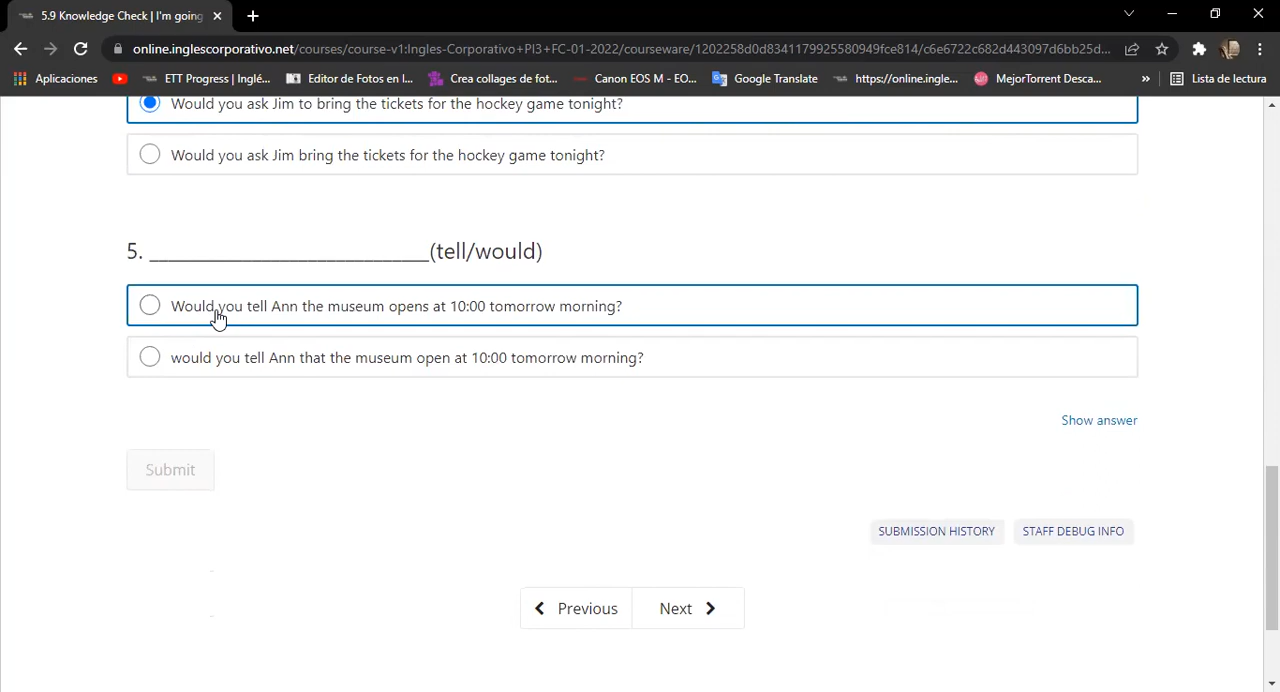 5.9 Knowledge Check | I'm going
online.inglescorporativo.net/courses/course-v1:Ingles-Corporativo+PI3+FC-01-2022/courseware/1202258d0d8341179925580949fce814/c6e6722c682d443097d6bb25d...
Aplicaciones
ETT Progress | Inglé...
Editor de Fotos en l...
Crea collages de fot...
Canon EOS M - EO...
Google Translate
https://online.ingle...
MejorTorrent Desca...
»
Lista de lectura
Would you ask Jim to bring the tickets for the hockey game tonight?
Would you ask Jim bring the tickets for the hockey game tonight?
5. ____________________________(tell/would)
Would you tell Ann the museum opens at 10:00 tomorrow morning?
would you tell Ann that the museum open at 10:00 tomorrow morning?
Show answer
Submit
SUBMISSION HISTORY
STAFF DEBUG INFO
Previous
Next